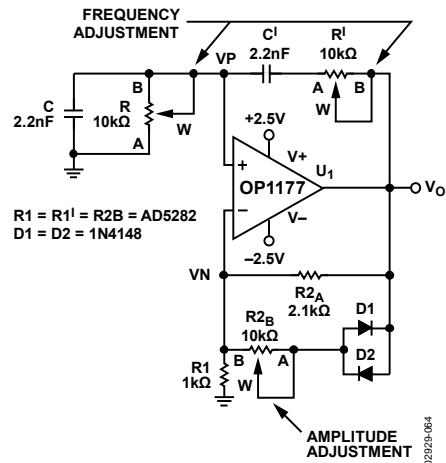 FREQUENCY
ADJUSTMENT
C
2.2nF
B
R
10kΩ
A
W
VP
C^I
2.2nF
R^I
10kΩ
A
B
W
+2.5V
V+
U1
+
OP1177
–
V–
–2.5V
VO
R1 = R1^I = R2B = AD5282
D1 = D2 = 1N4148
VN
R2A
2.1kΩ
R2B
10kΩ
B
A
W
R1
1kΩ
D1
D2
AMPLITUDE
ADJUSTMENT
02929-064